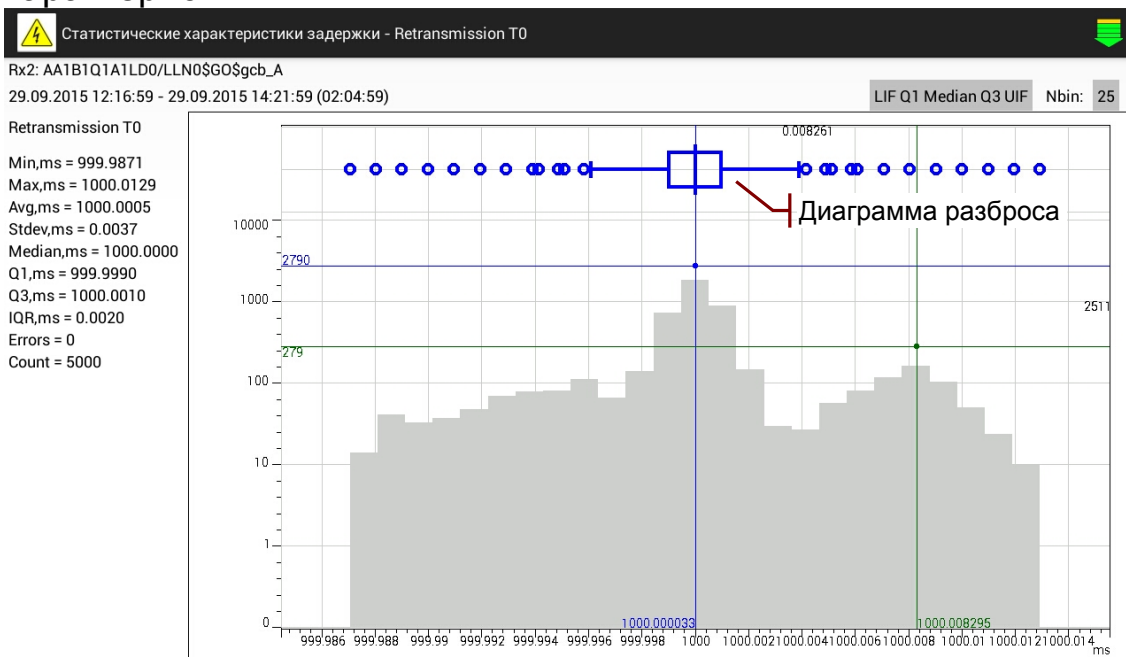 Статистические характеристики задержки - Retransmission T0
Rx2: AA1B1Q1A1LD0/LLN0$GO$gcb_A
29.09.2015 12:16:59 - 29.09.2015 14:21:59 (02:04:59)
LIF Q1 Median Q3 UIF Nbin: 25
Retransmission T0
Min,ms = 999.9871
Max,ms = 1000.0129
Avg,ms = 1000.0005
Stdev,ms = 0.0037
Median,ms = 1000.0000
Q1,ms = 999.9990
Q3,ms = 1000.0010
IQR,ms = 0.0020
Errors = 0
Count = 5000
0.008261
Диаграмма разброса
10000
2790
1000
2511
279
100
10
1
0
1000.000033
1000.008295
999.986 999.988 999.99 999.992 999.994 999.996 999.998 1000 1000.002 1000.004 1000.006 1000.008 1000.01 1000.012 1000.014
ms